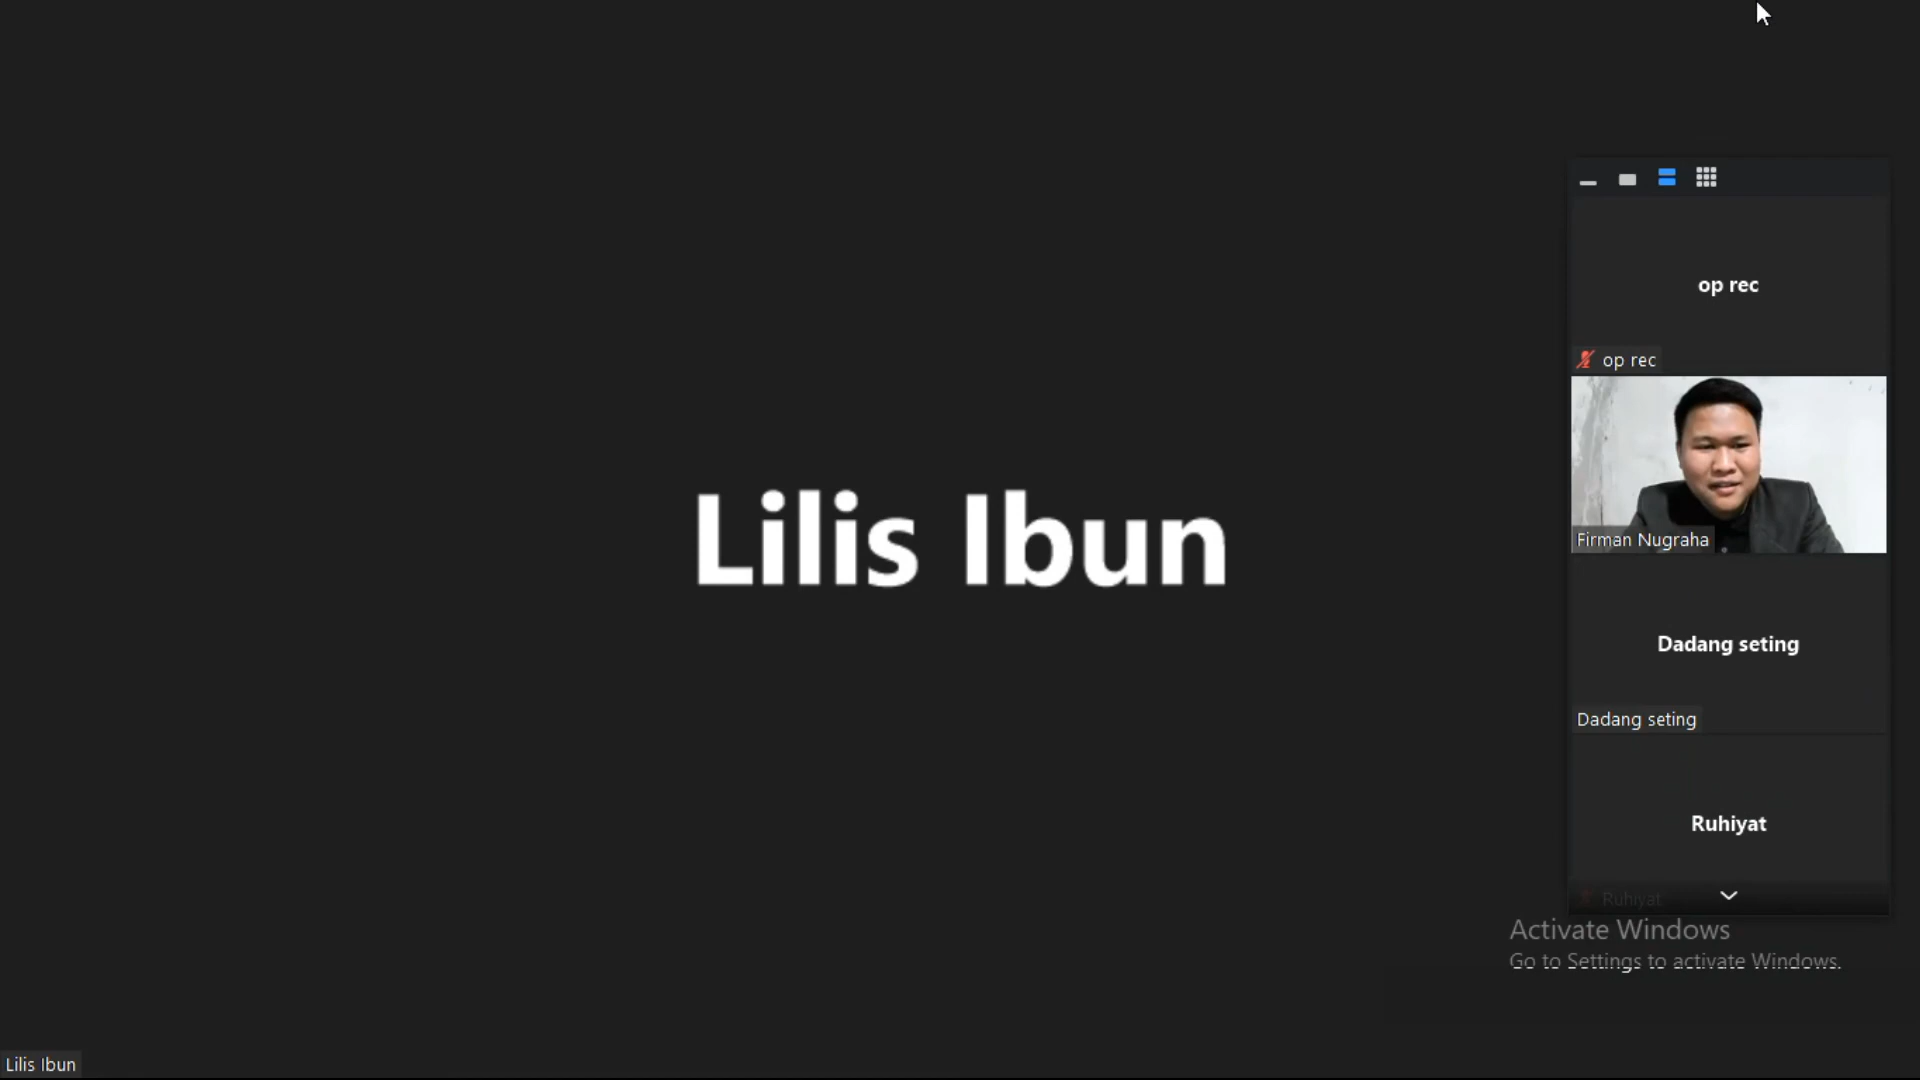 op rec
op rec
Firman Nugraha
Lilis Ibun
Dadang seting
Dadang seting
Ruhiyat
Ruhiyat
Activate Windows
Go to Settings to activate Windows.
Lilis Ibun